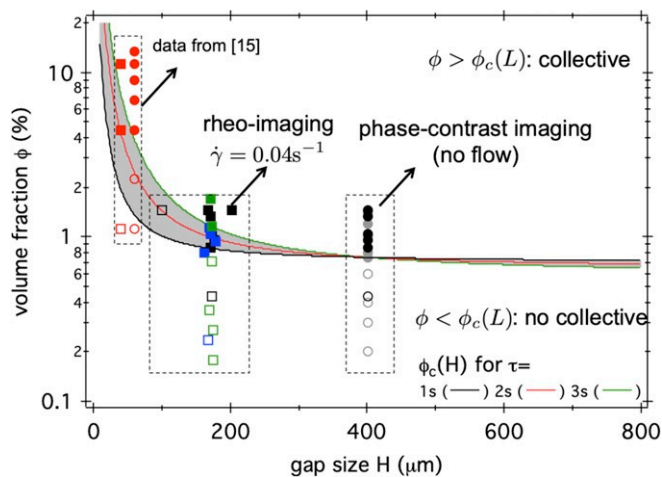 2
10
8
6
4
2
1
8
6
4
2
0.1
volume fraction ϕ (%)
data from [15]
ϕ > ϕc(L): collective
rheo-imaging
γ̇ = 0.04s⁻¹
phase-contrast imaging
(no flow)
ϕ < ϕc(L): no collective
ϕc(H) for τ=
1s ( ) 2s ( ) 3s ( )
0 200 400 600 800
gap size H (μm)